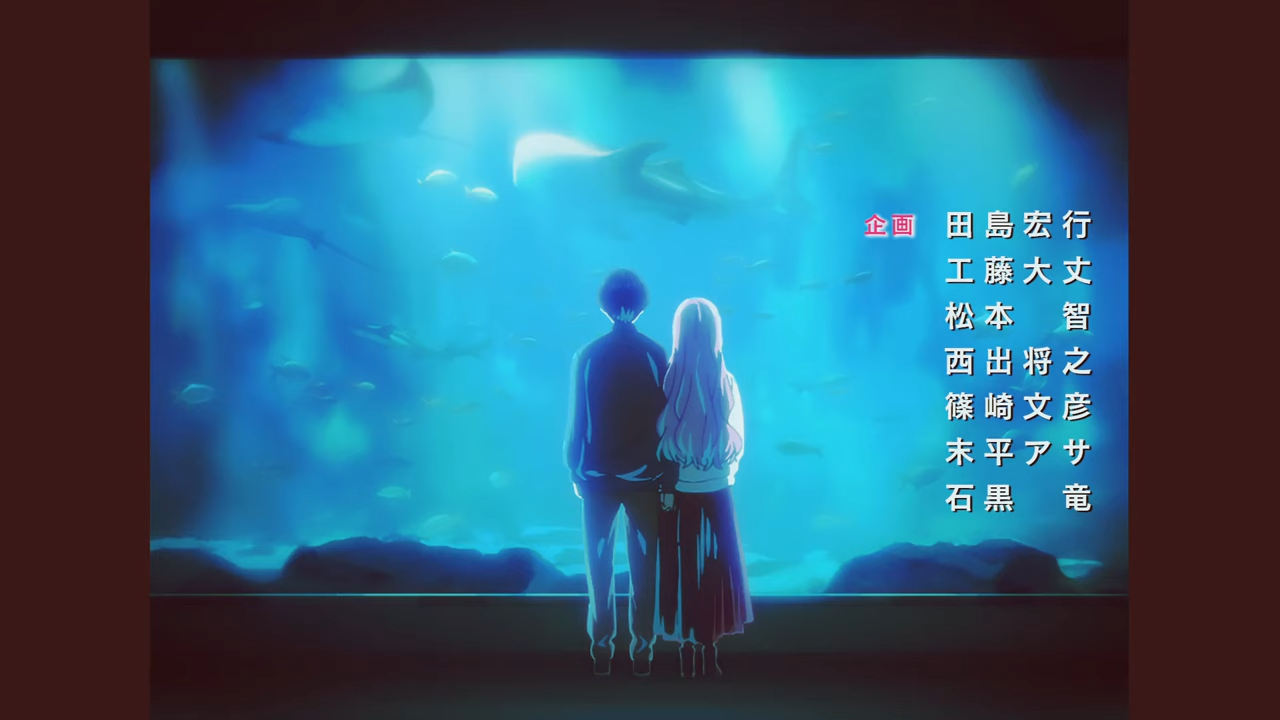 企画 田島宏行
工藤大丈
松本 智
西出将之
篠崎文彦
末平アサ
石黒 竜